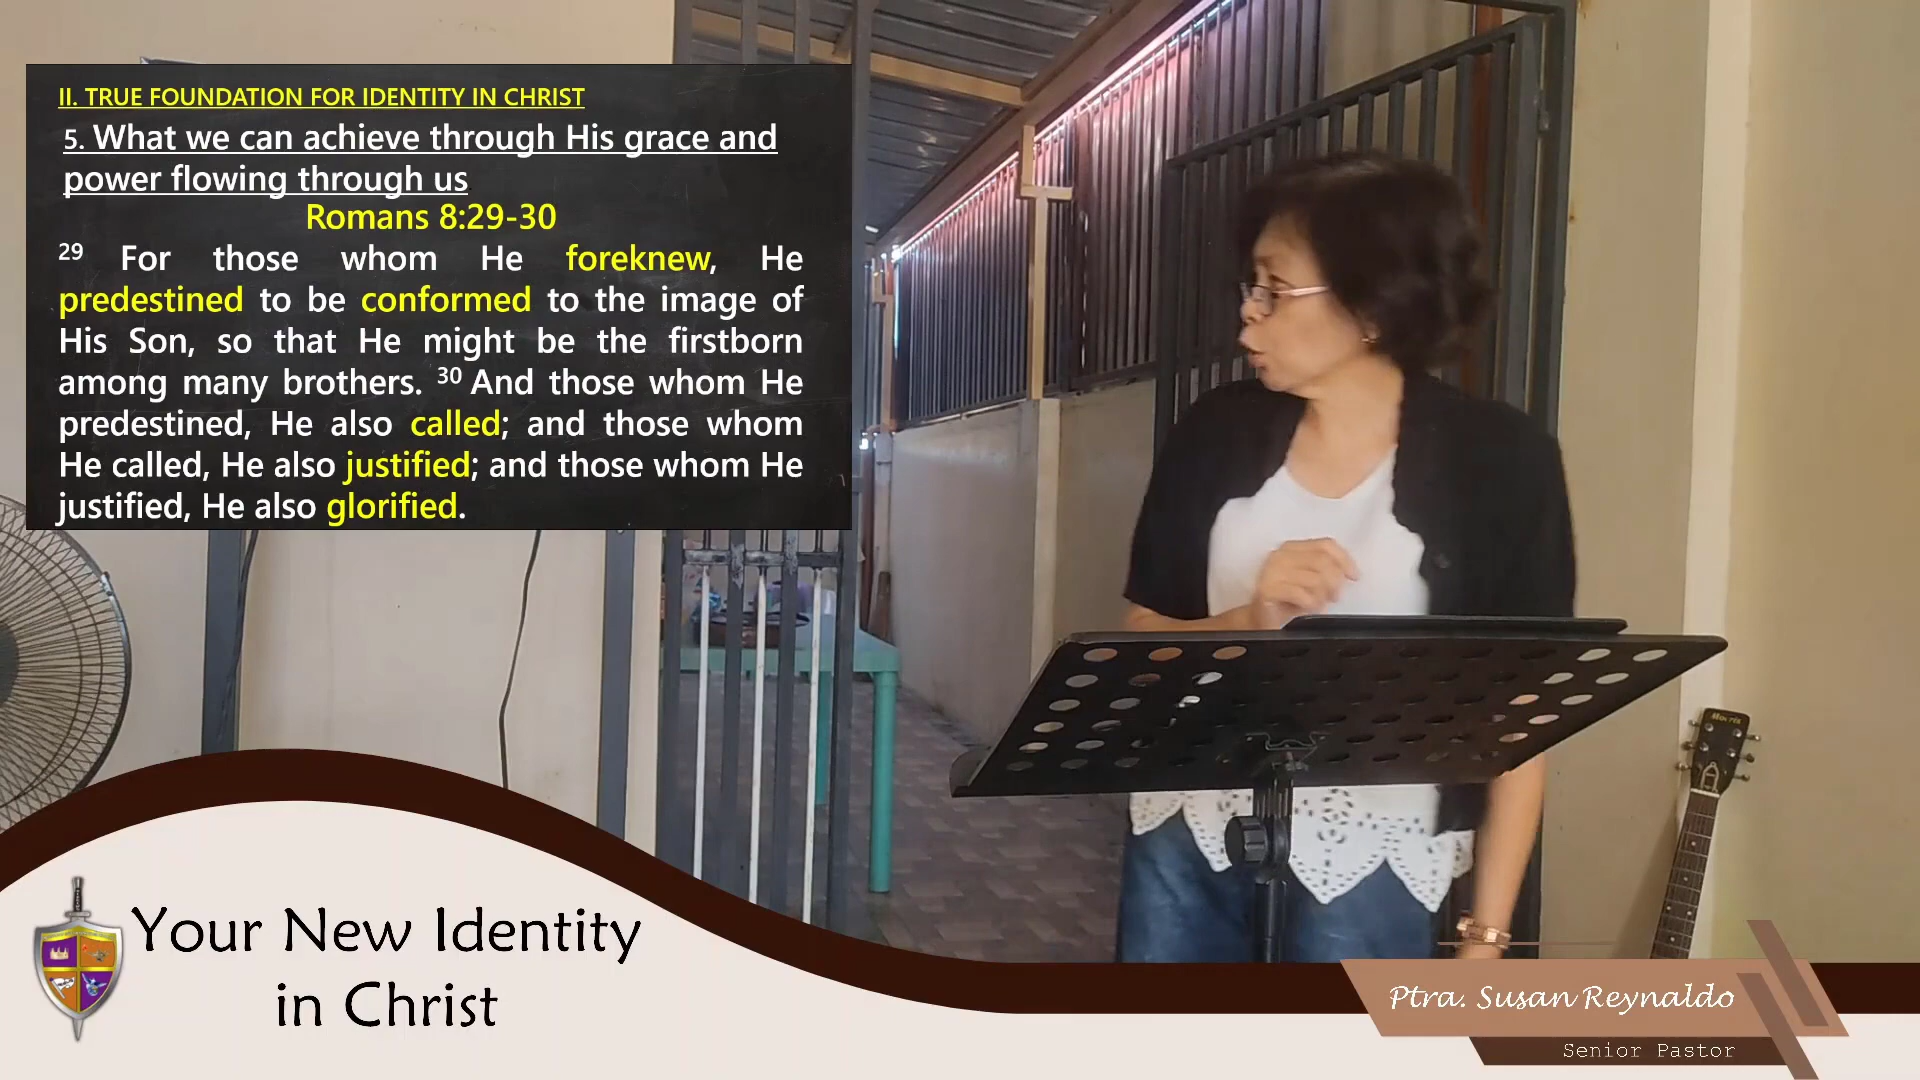 II. TRUE FOUNDATION FOR IDENTITY IN CHRIST
5. What we can achieve through His grace and
power flowing through us
Romans 8:29-30
29 For those whom He foreknew, He
predestined to be conformed to the image of
His Son, so that He might be the firstborn
among many brothers. 30 And those whom He
predestined, He also called; and those whom
He called, He also justified; and those whom He
justified, He also glorified.
Morris
Your New Identity
in Christ
Ptra. Susan Reynaldo
Senior Pastor